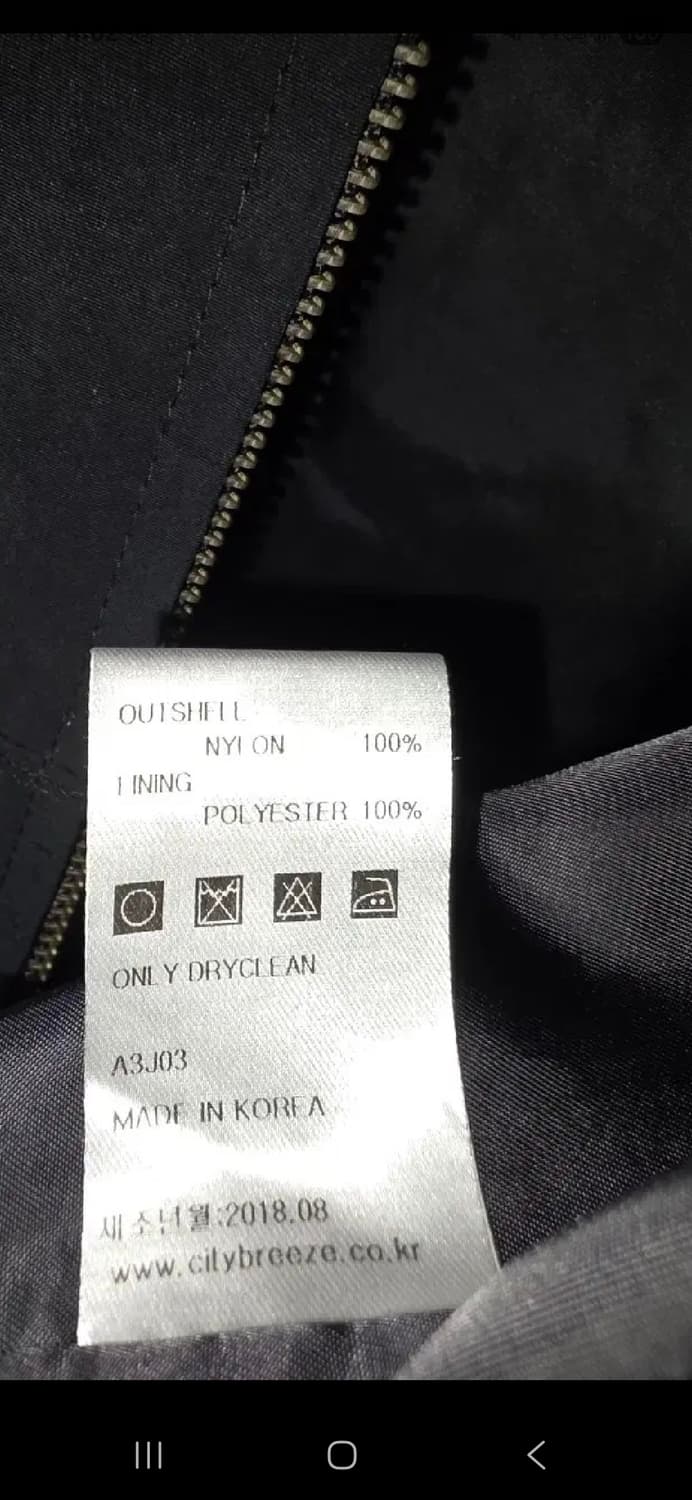 OUTSHELL
NYLON 100%
LINING
POLYESTER 100%
ONLY DRYCLEAN
A3J03
MADE IN KOREA
제조년월:2018.08
www.citybreeze.co.kr